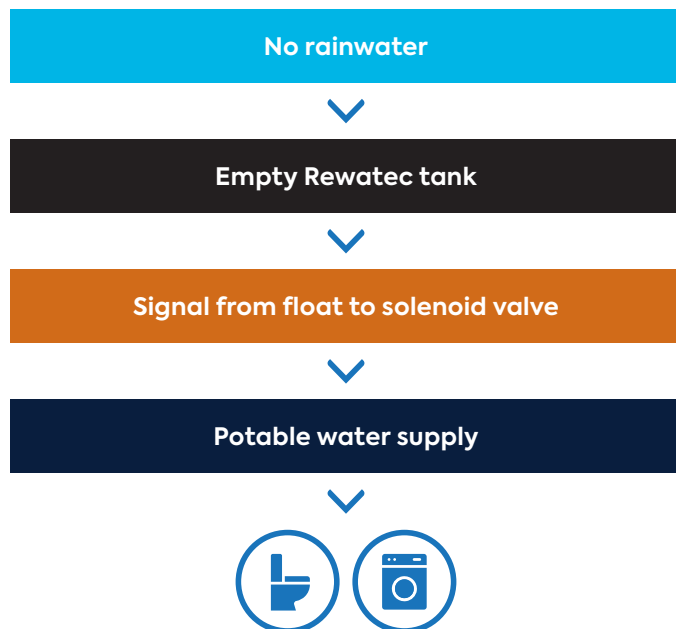 No rainwater
Empty Rewatec tank
Signal from float to solenoid valve
Potable water supply